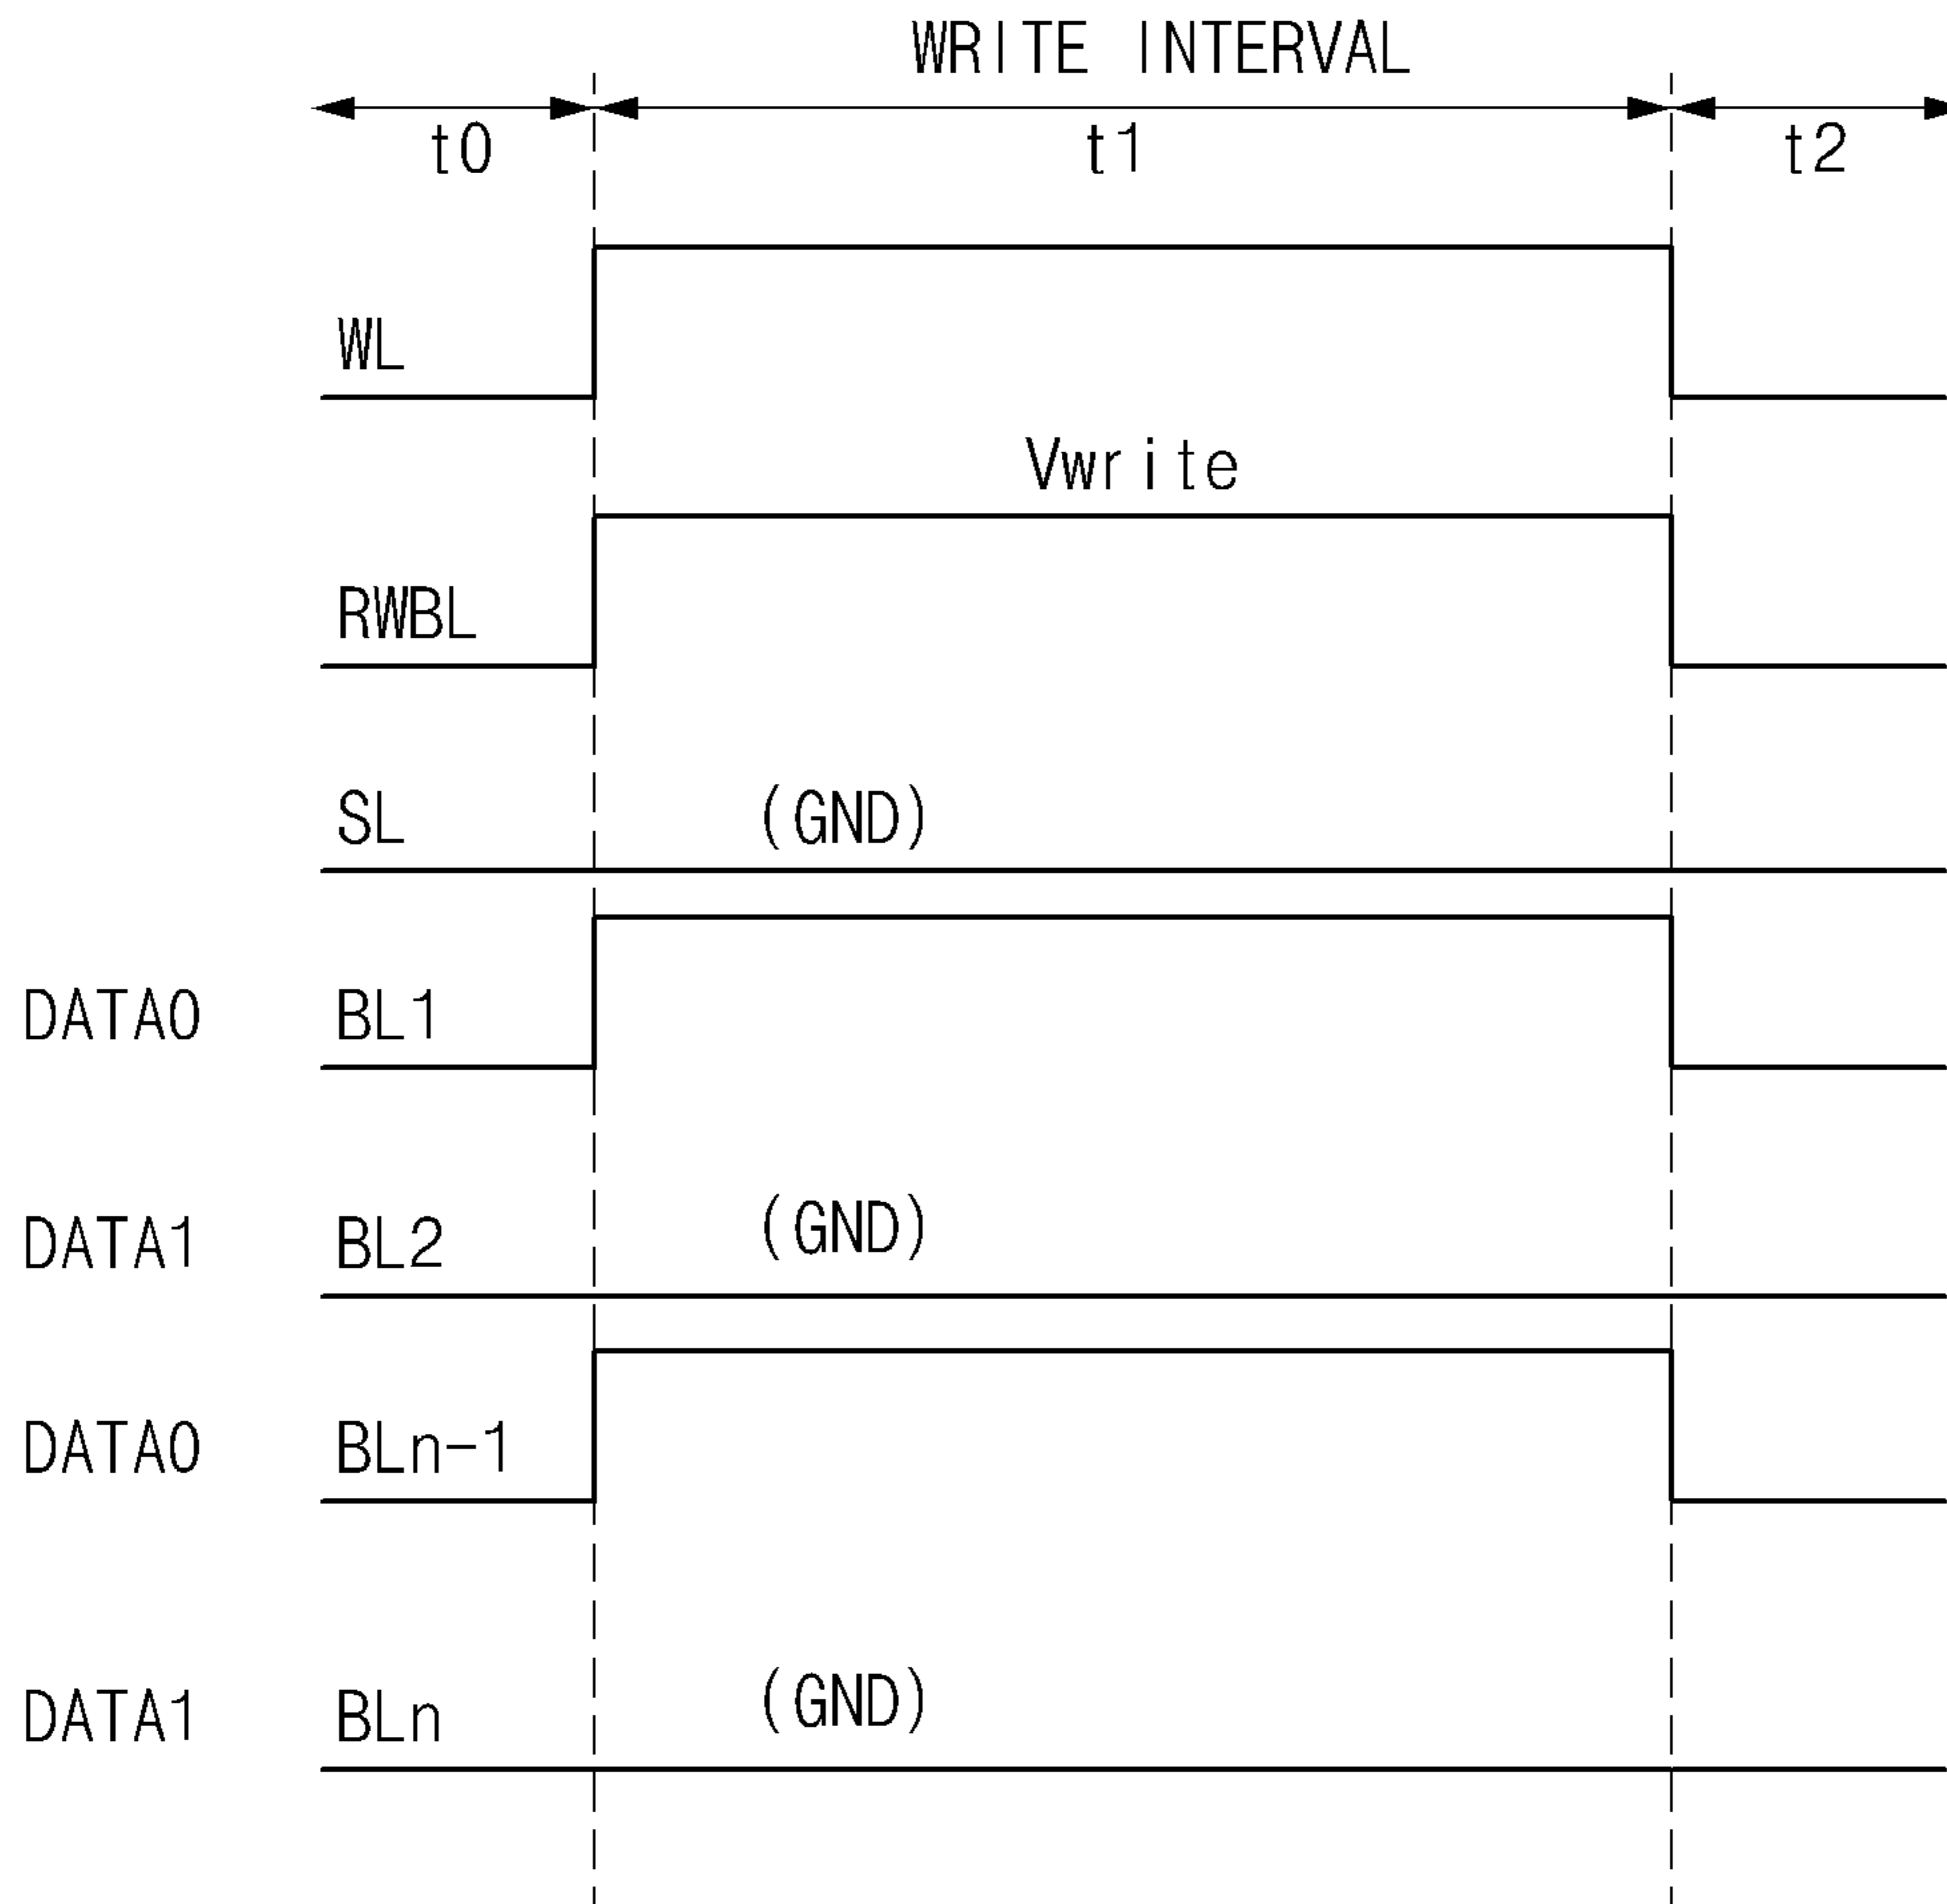 WRITE INTERVAL
t0 t1 t2
WL
Vwrite
RWBL
SL (GND)
DATA0 BL1
DATA1 BL2 (GND)
DATA0 BLn-1
DATA1 BLn (GND)